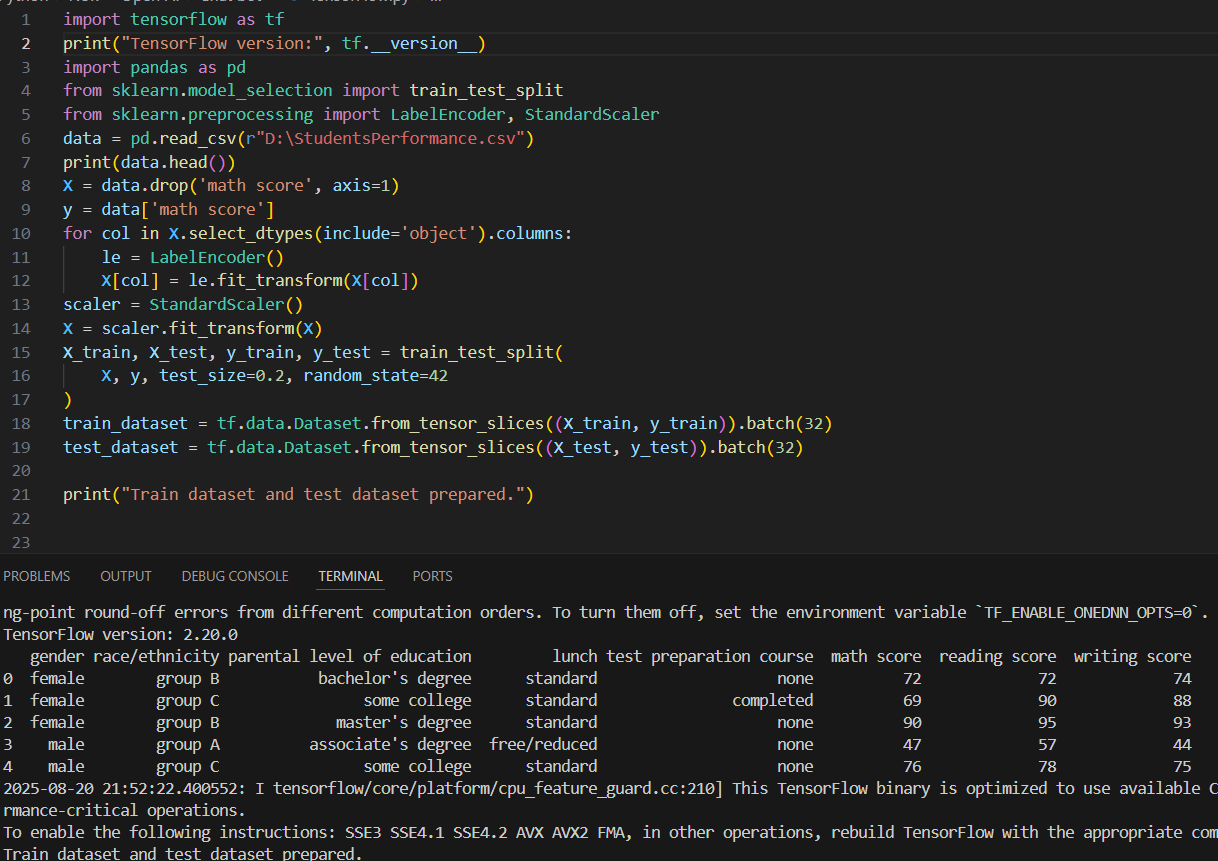 1 import tensorflow as tf
2 print("TensorFlow version:", tf.__version__)
3 import pandas as pd
4 from sklearn.model_selection import train_test_split
5 from sklearn.preprocessing import LabelEncoder, StandardScaler
6 data = pd.read_csv(r"D:\StudentsPerformance.csv")
7 print(data.head())
8 X = data.drop('math score', axis=1)
9 y = data['math score']
10 for col in X.select_dtypes(include='object').columns:
11     le = LabelEncoder()
12     X[col] = le.fit_transform(X[col])
13 scaler = StandardScaler()
14 X = scaler.fit_transform(X)
15 X_train, X_test, y_train, y_test = train_test_split(
16     X, y, test_size=0.2, random_state=42
17 )
18 train_dataset = tf.data.Dataset.from_tensor_slices((X_train, y_train)).batch(32)
19 test_dataset = tf.data.Dataset.from_tensor_slices((X_test, y_test)).batch(32)
20
21 print("Train dataset and test dataset prepared.")
22
23
PROBLEMS OUTPUT DEBUG CONSOLE TERMINAL PORTS
ng-point round-off errors from different computation orders. To turn them off, set the environment variable `TF_ENABLE_ONEDNN_OPTS=0`.
TensorFlow version: 2.20.0
   gender race/ethnicity parental level of education         lunch test preparation course  math score  reading score  writing score
0  female        group B           bachelor's degree      standard                    none          72             72             74
1  female        group C                some college      standard               completed          69             90             88
2  female        group B             master's degree      standard                    none          90             95             93
3    male        group A          associate's degree  free/reduced                    none          47             57             44
4    male        group C                some college      standard                    none          76             78             75
2025-08-20 21:52:22.400552: I tensorflow/core/platform/cpu_feature_guard.cc:210] This TensorFlow binary is optimized to use available C
rmance-critical operations.
To enable the following instructions: SSE3 SSE4.1 SSE4.2 AVX AVX2 FMA, in other operations, rebuild TensorFlow with the appropriate com
Train dataset and test dataset prepared.